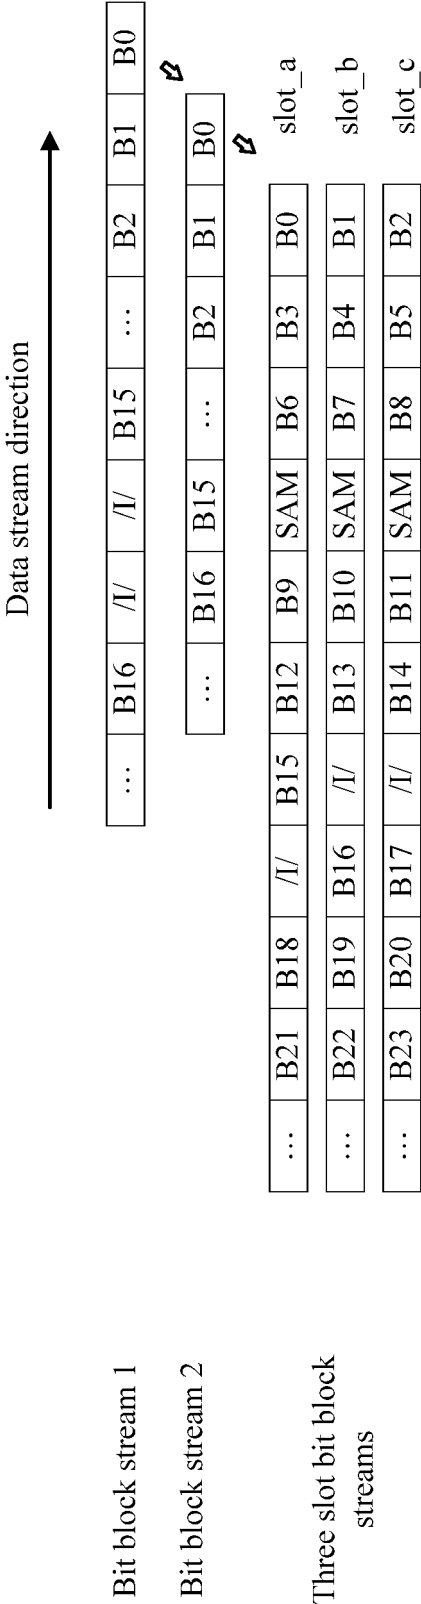 Data stream direction
Bit block stream 1 … B16 /I/ /I/ B15 … B2 B1 B0
Bit block stream 2 … B16 B15 … B2 B1 B0
Three slot bit block
streams
… B21 B18 /I/ B15 B12 B9 SAM B6 B3 B0 slot_a
… B22 B19 B16 /I/ B13 B10 SAM B7 B4 B1 slot_b
… B23 B20 B17 /I/ B14 B11 SAM B8 B5 B2 slot_c